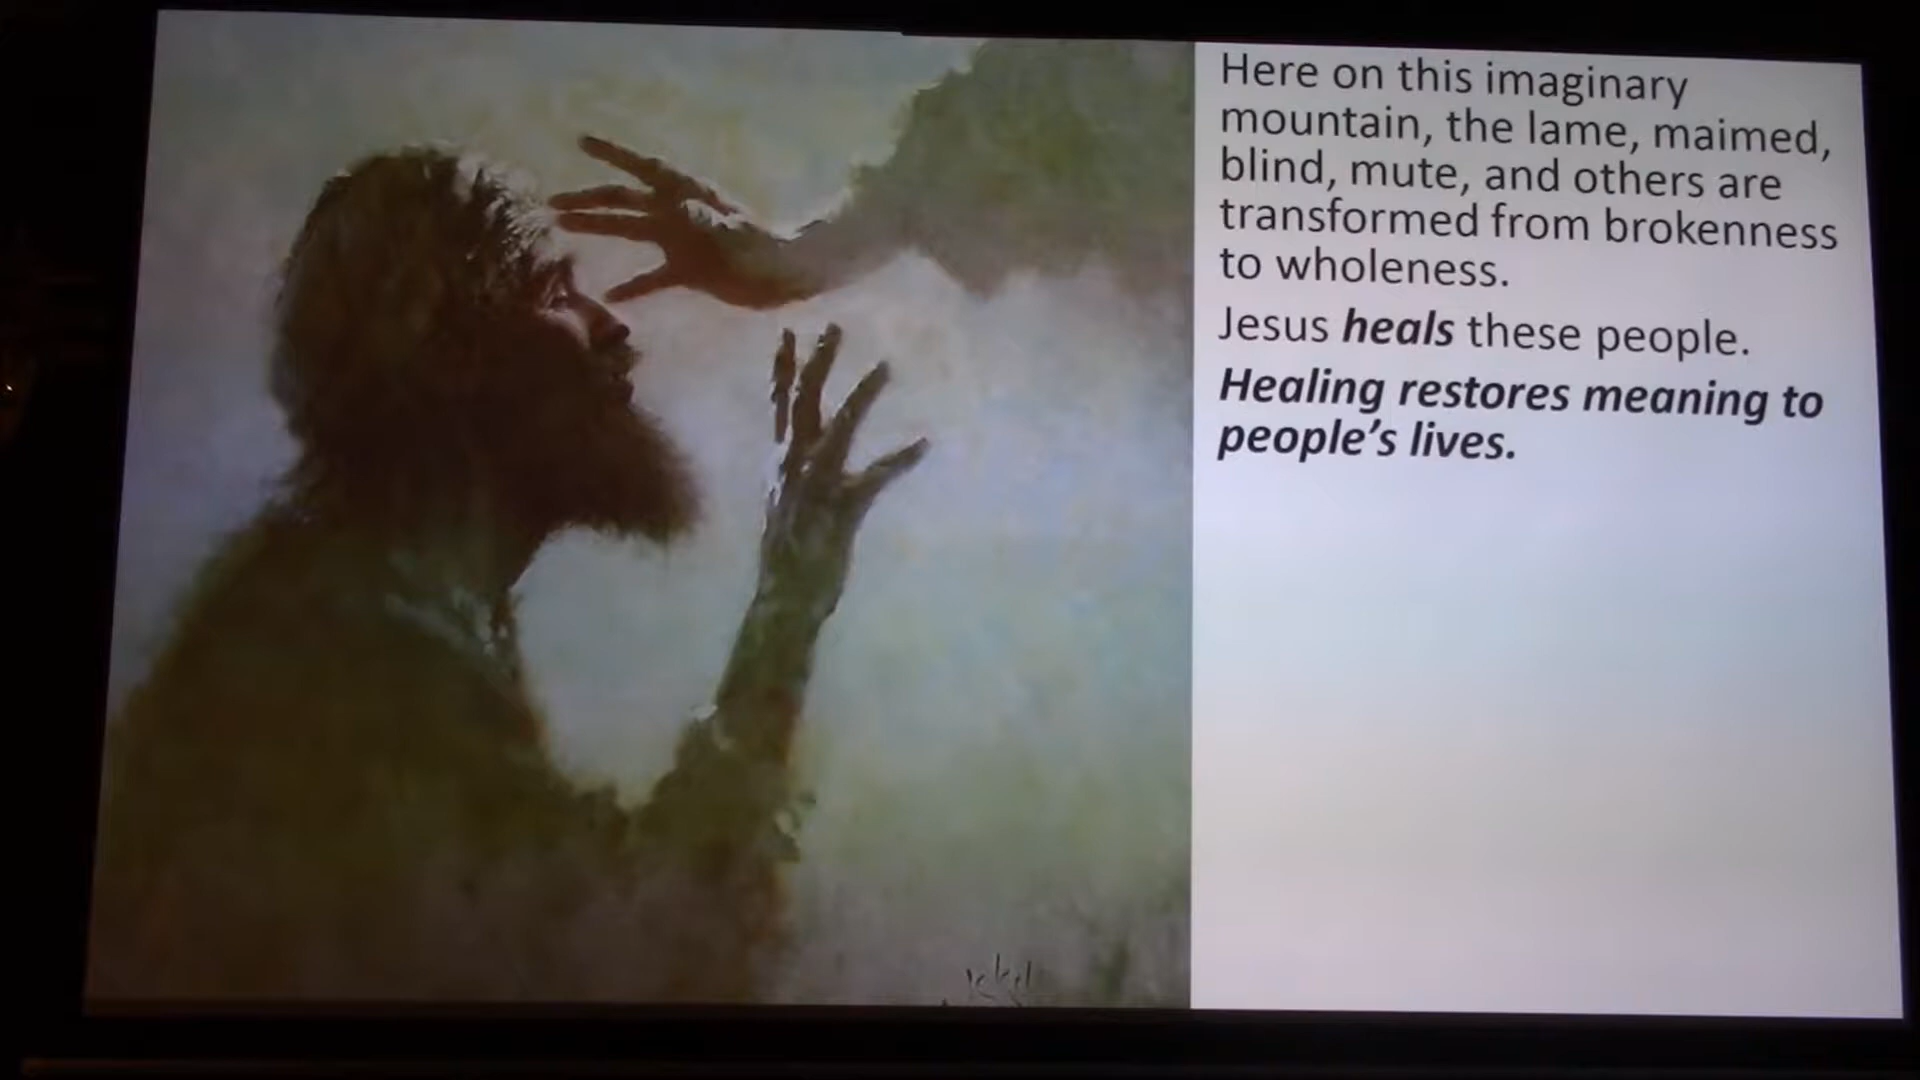 Here on this imaginary
mountain, the lame, maimed,
blind, mute, and others are
transformed from brokenness
to wholeness.
Jesus heals these people.
Healing restores meaning to
people's lives.